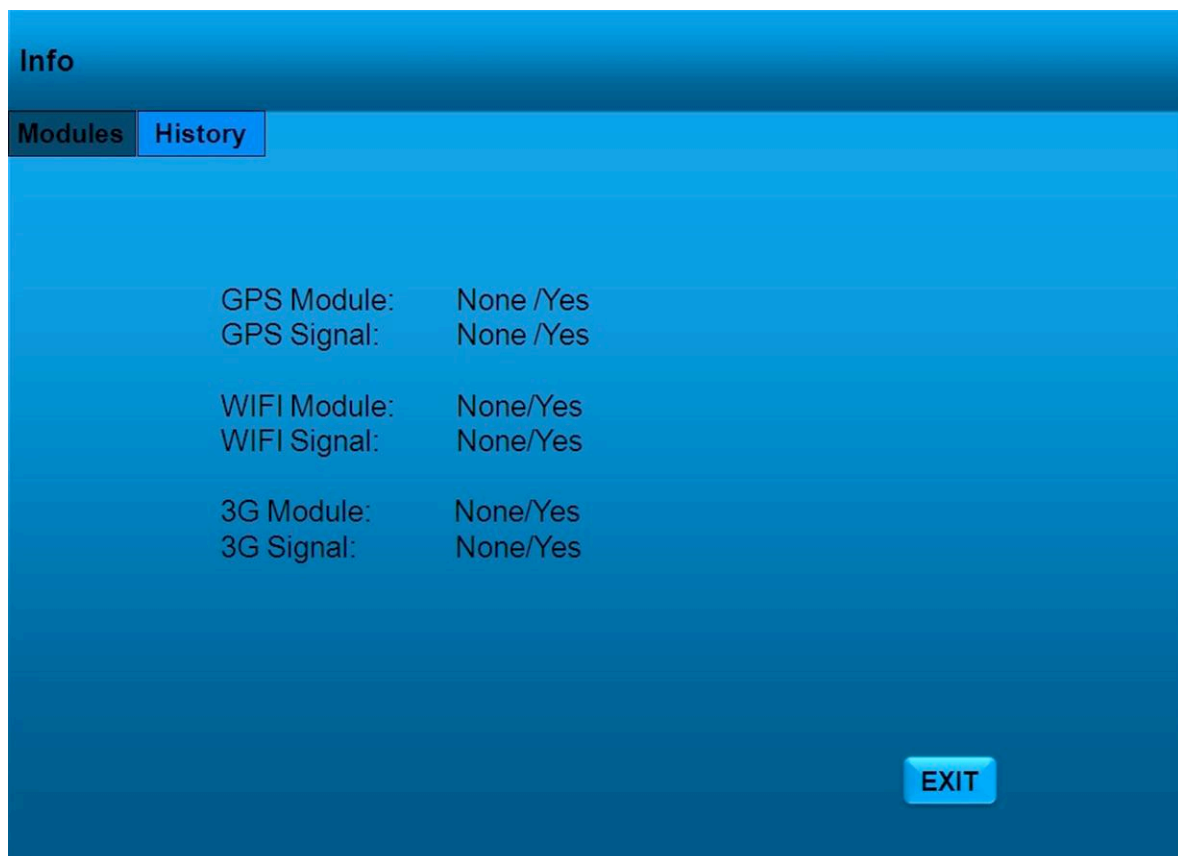 Info
Modules History
GPS Module: None /Yes
GPS Signal: None /Yes
WIFI Module: None/Yes
WIFI Signal: None/Yes
3G Module: None/Yes
3G Signal: None/Yes
EXIT